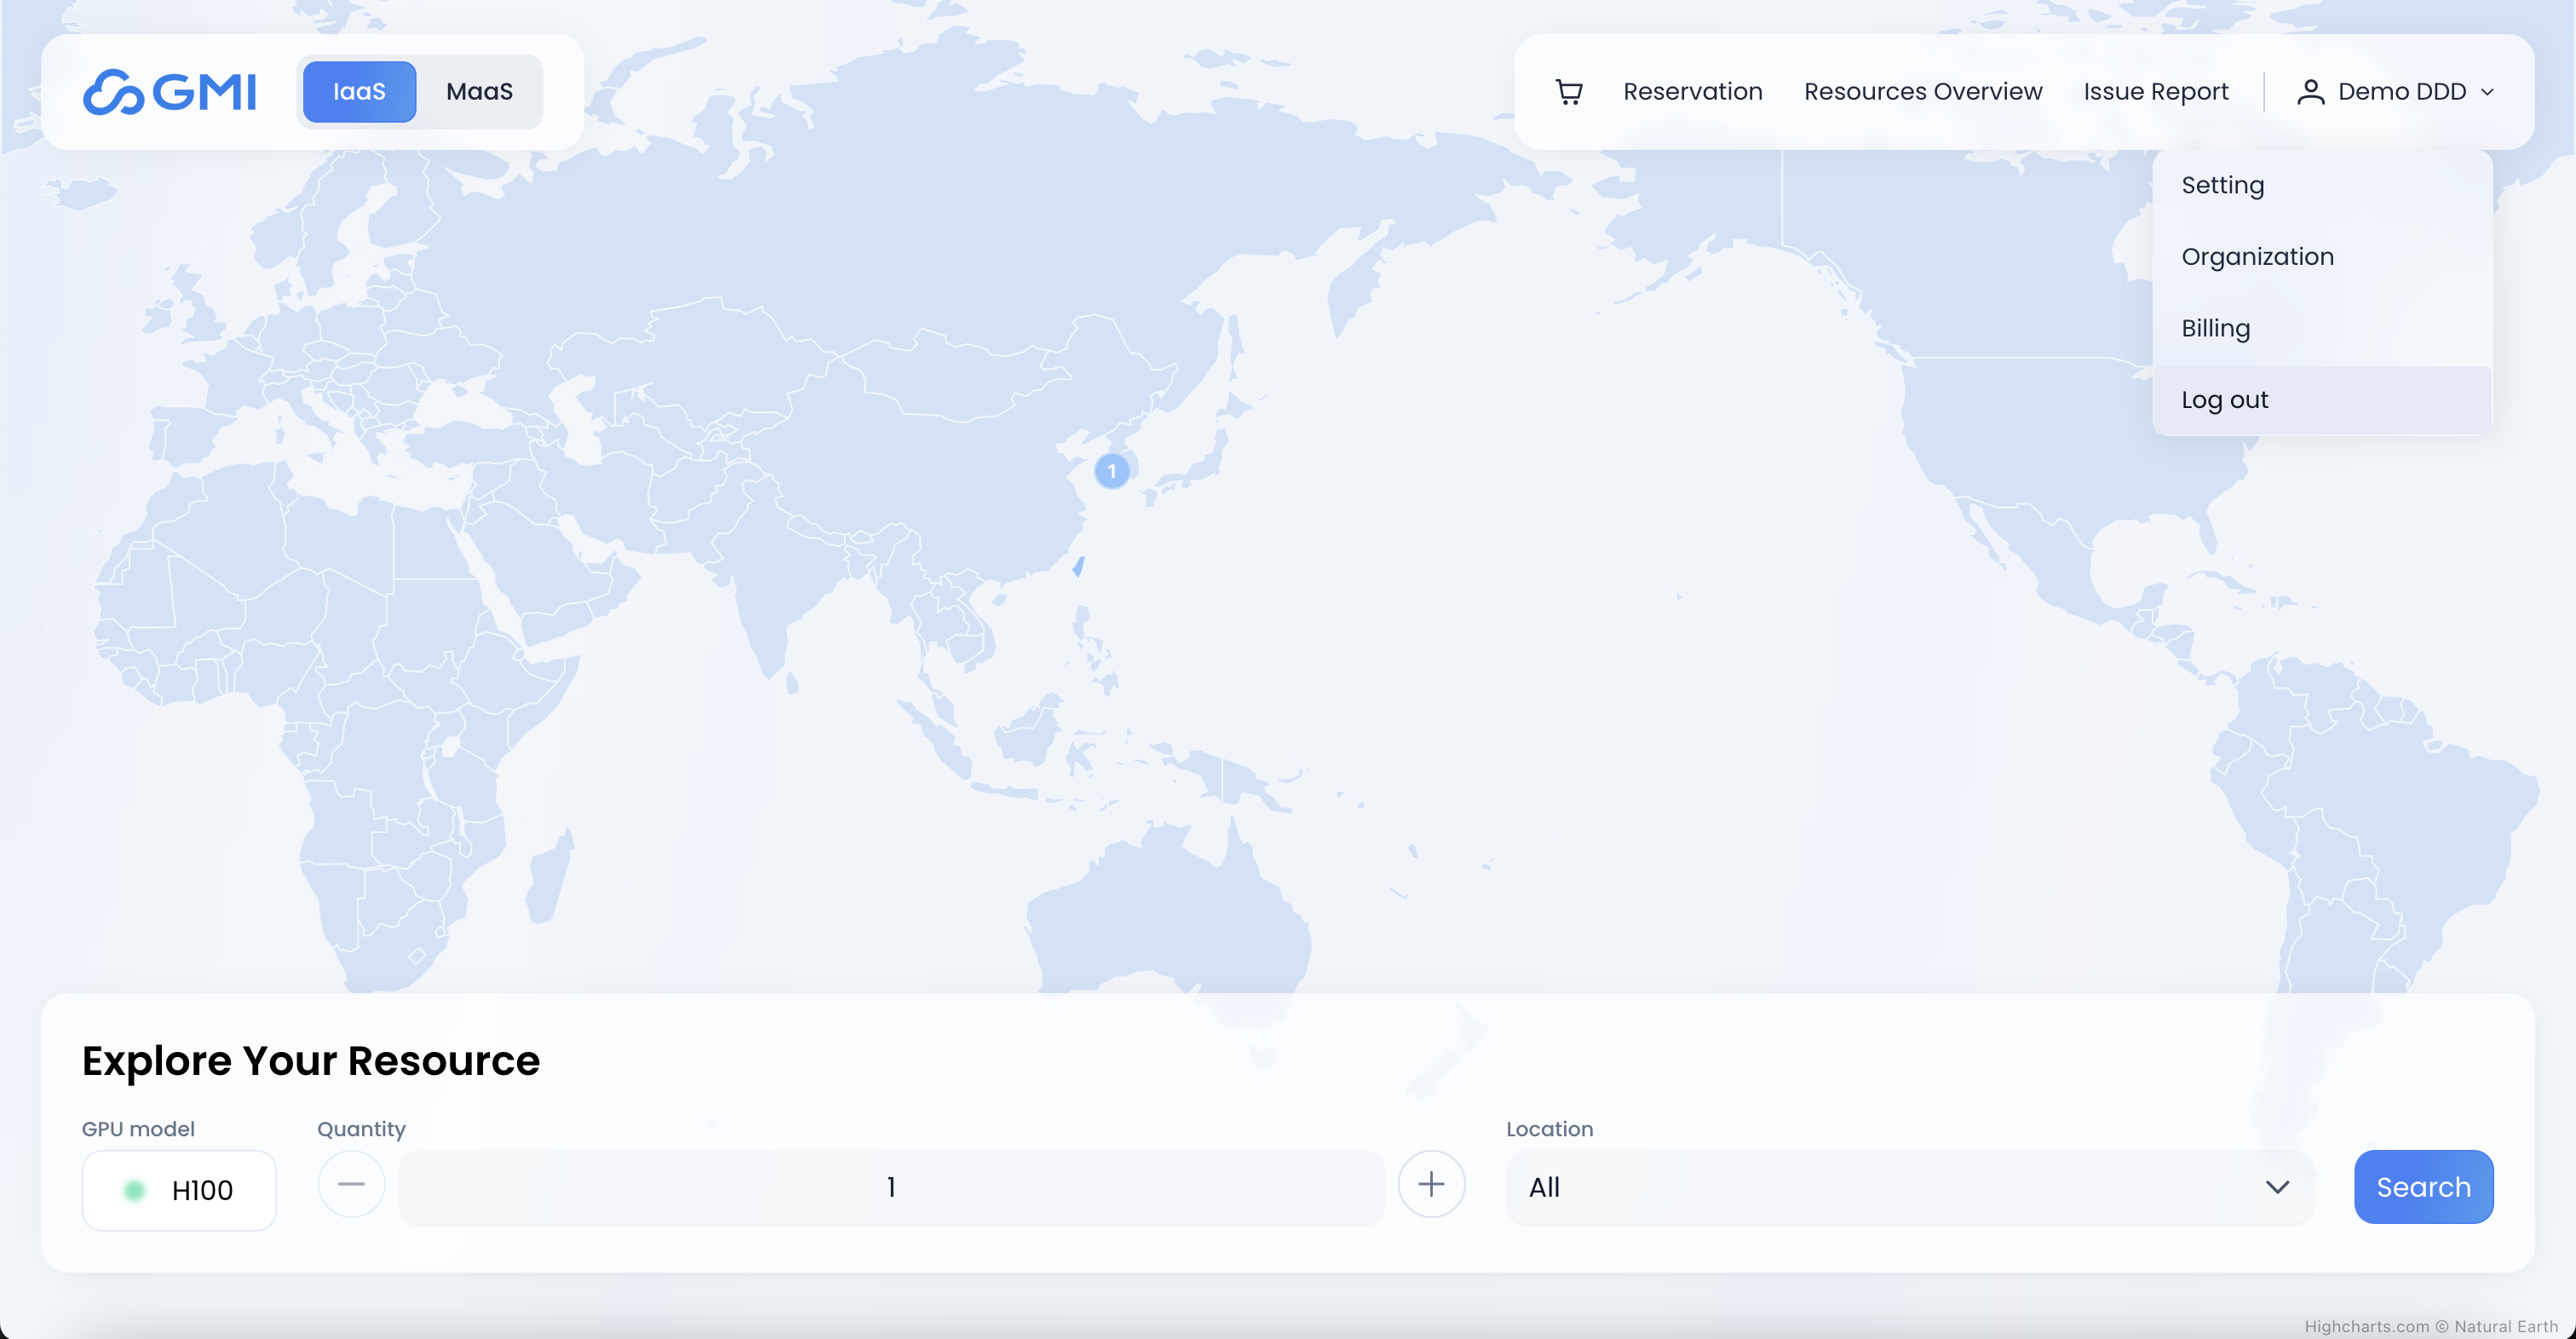 GMI
IaaS
MaaS
Reservation
Resources Overview
Issue Report
Demo DDD
Setting
Organization
Billing
Log out
1
Explore Your Resource
GPU model
Quantity
Location
H100
1
All
Search
Highcharts.com © Natural Earth